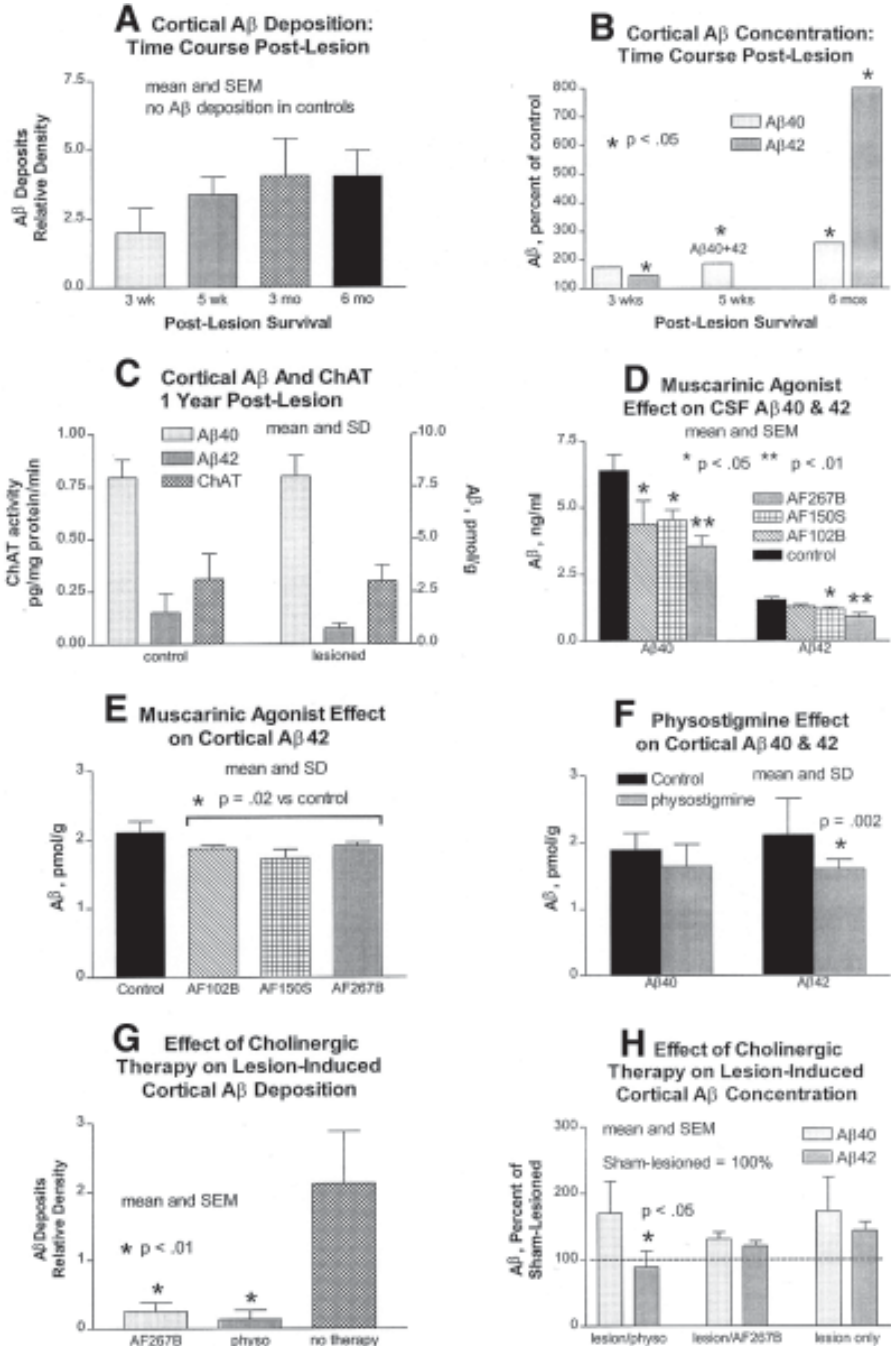 A Cortical Aβ Deposition:
Time Course Post-Lesion
7.5
5.0
2.5
0.0
Aβ Deposits
Relative Density
mean and SEM
no Aβ deposition in controls
3 wk 5 wk 3 mo 6 mo
Post-Lesion Survival
B Cortical Aβ Concentration:
Time Course Post-Lesion
800
700
600
500
400
300
200
100
Aβ, percent of control
* p < .05
Aβ40
Aβ42
*
*
Aβ40+42
*
*
3 wks 5 wks 6 mos
Post-Lesion Survival
C Cortical Aβ And ChAT
1 Year Post-Lesion
1.00
0.75
0.50
0.25
0.00
ChAT activity
pg/mg protein/min
Aβ40
Aβ42
ChAT
mean and SD
10.0
7.5
5.0
2.5
0.0
Aβ, pmol/g
control lesioned
D Muscarinic Agonist
Effect on CSF Aβ40 & 42
mean and SEM
* p < .05 ** p < .01
7.5
5.0
2.5
0.0
Aβ, ng/ml
AF267B
AF150S
AF102B
control
* * **
* **
Aβ40 Aβ42
E Muscarinic Agonist Effect
on Cortical Aβ42
mean and SD
* p = .02 vs control
3
2
1
0
Aβ, pmol/g
Control AF102B AF150S AF267B
F Physostigmine Effect
on Cortical Aβ40 & 42
3
2
1
0
Aβ, pmol/g
Control
physostigmine
mean and SD
p = .002
*
Aβ40 Aβ42
G Effect of Cholinergic
Therapy on Lesion-Induced
Cortical Aβ Deposition
3
2
1
0
Aβ Deposits
Relative Density
mean and SEM
* p < .01
* *
AF267B physo no therapy
H Effect of Cholinergic
Therapy on Lesion-Induced
Cortical Aβ Concentration
300
200
100
0
Aβ, Percent of
Sham-Lesioned
mean and SEM
Sham-lesioned = 100%
Aβ40
Aβ42
p < .05
*
lesion/physo lesion/AF267B lesion only